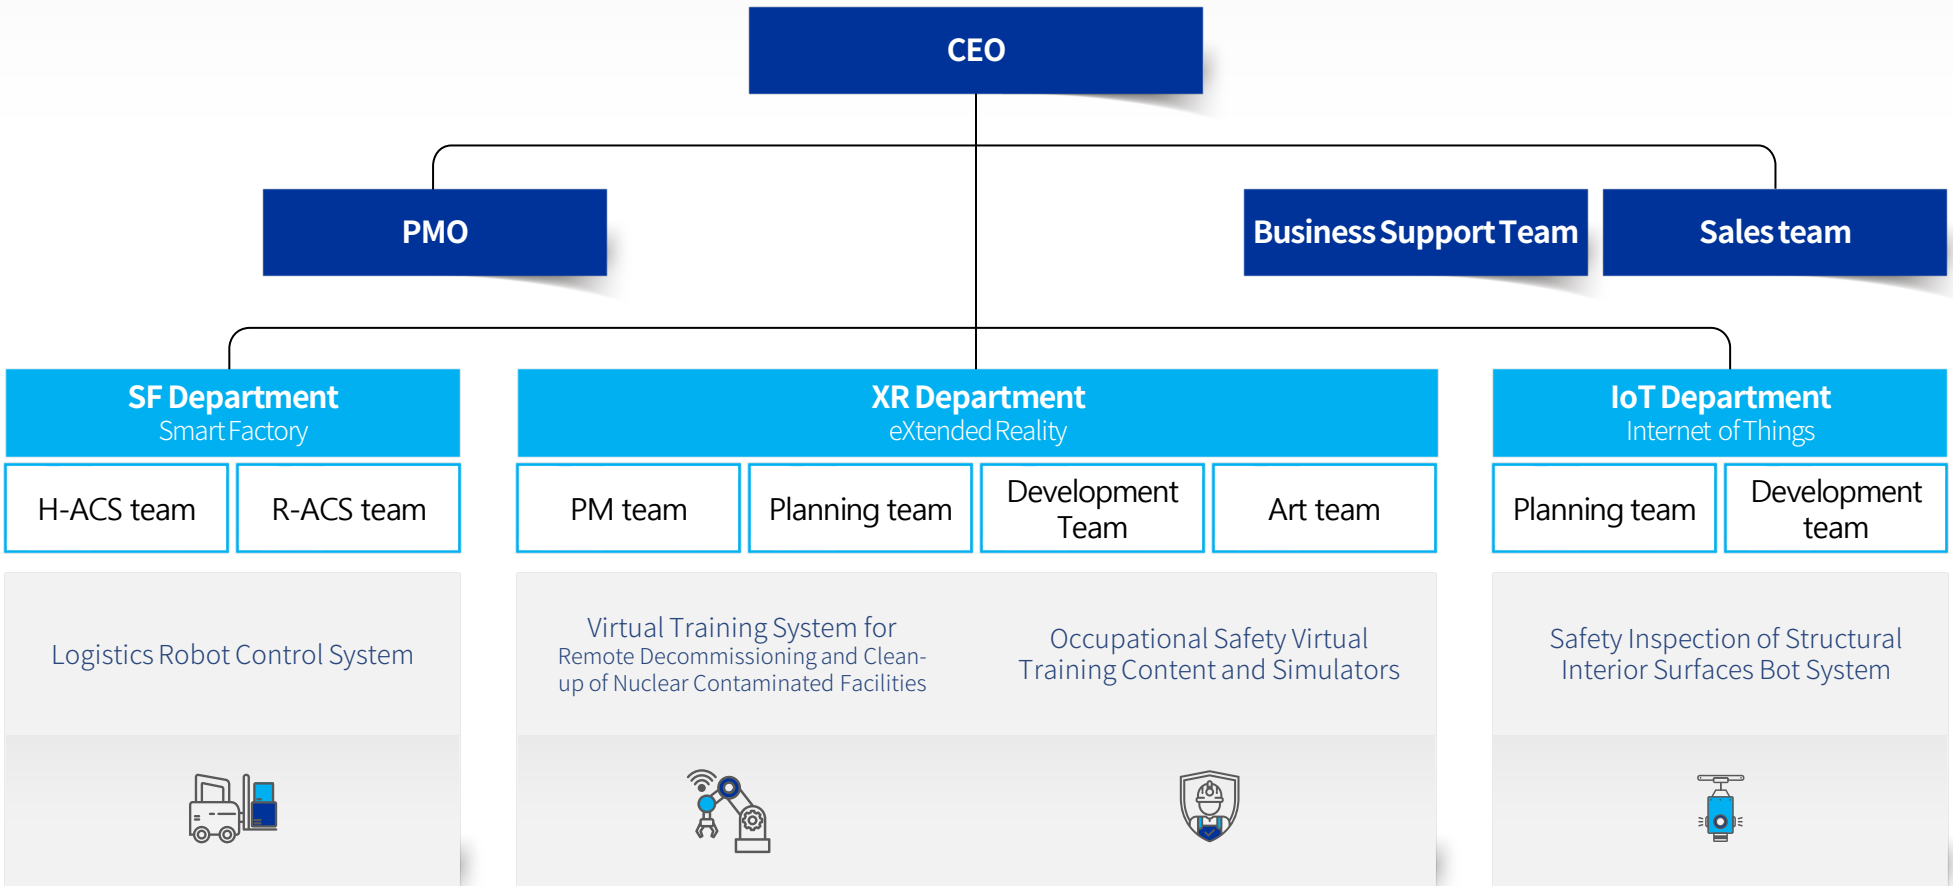 CEO
PMO
Business Support Team
Sales team
SF Department
Smart Factory
XR Department
eXtended Reality
IoT Department
Internet of Things
H-ACS team
R-ACS team
PM team
Planning team
Development
Team
Art team
Planning team
Development
team
Logistics Robot Control System
Virtual Training System for
Remote Decommissioning and Clean-
up of Nuclear Contaminated Facilities
Occupational Safety Virtual
Training Content and Simulators
Safety Inspection of Structural
Interior Surfaces Bot System